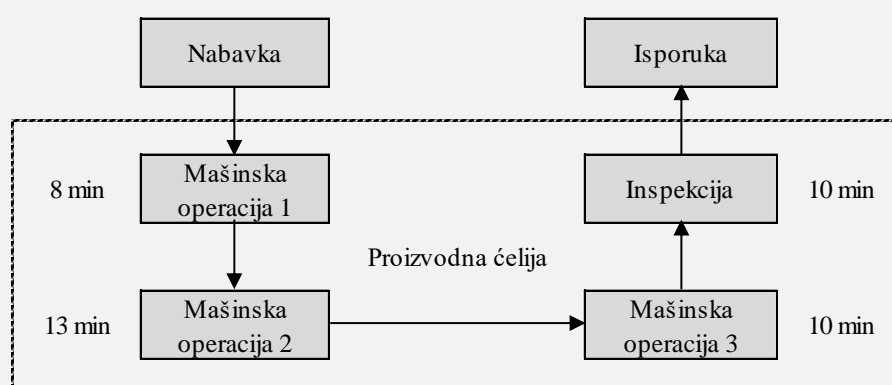 Nabavka
Isporuka
8 min
Mašinska
operacija 1
Inspekcija
10 min
Proizvodna ćelija
13 min
Mašinska
operacija 2
Mašinska
operacija 3
10 min